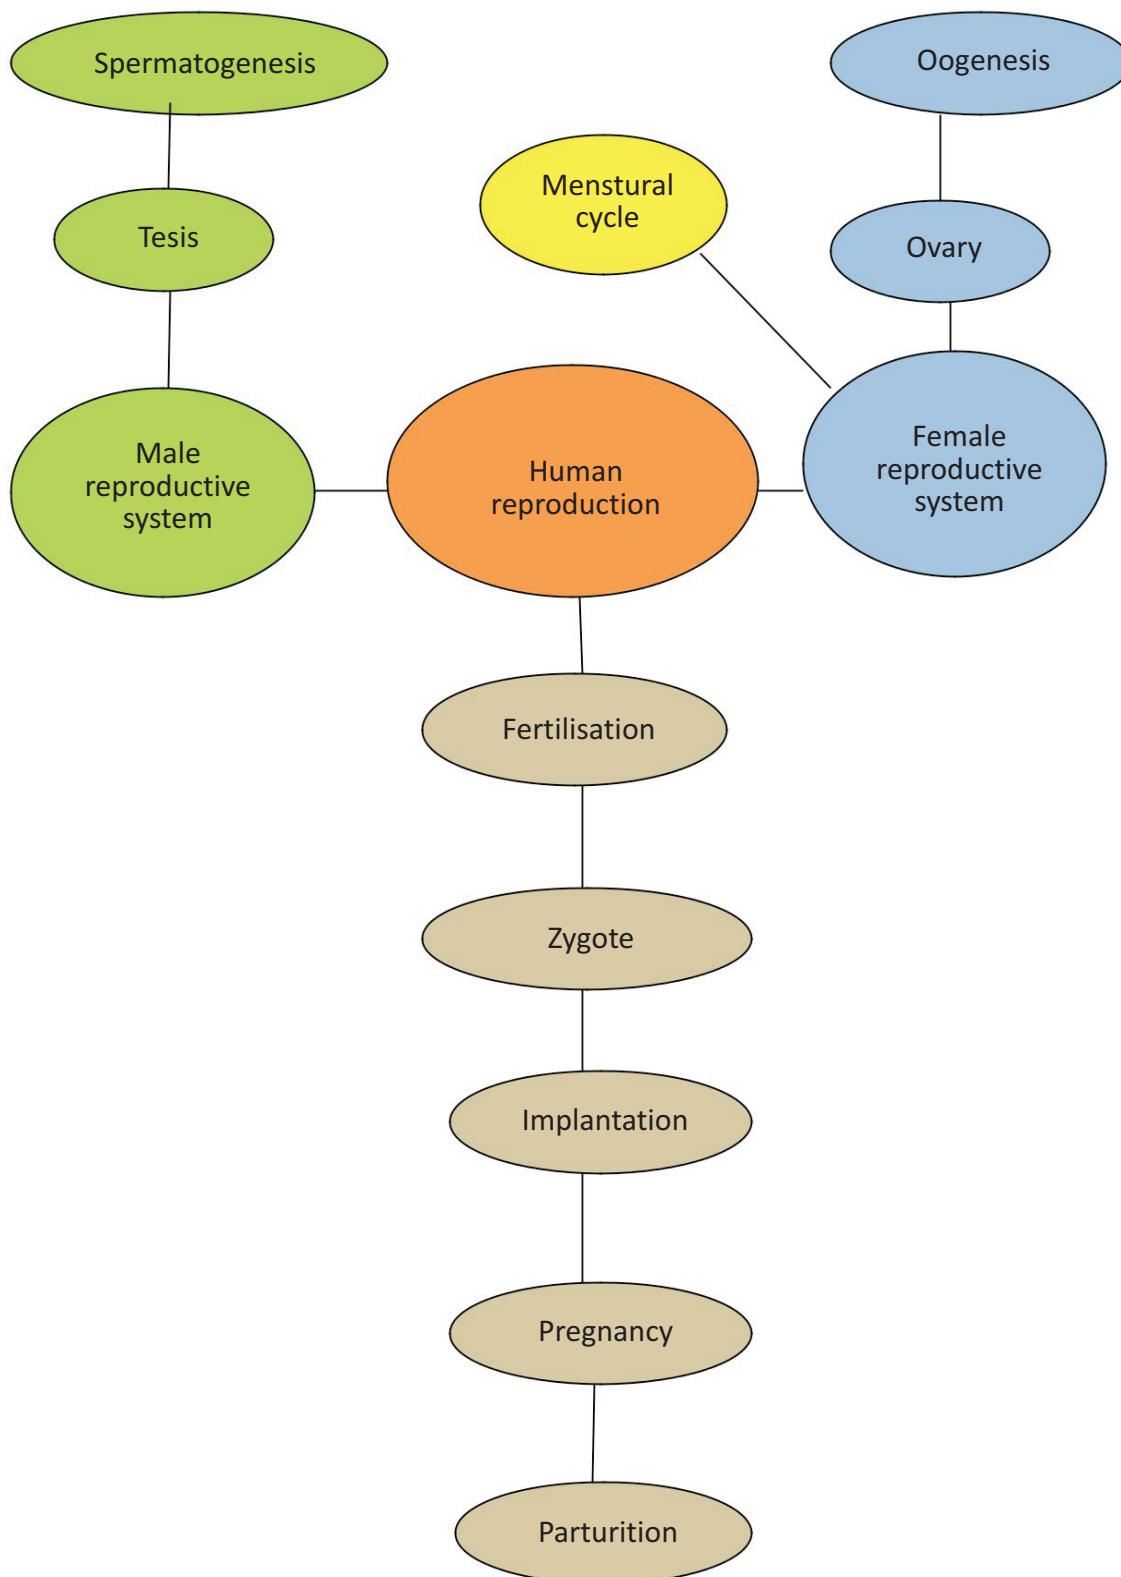 Spermatogenesis
Oogenesis
Menstural
cycle
Tesis
Ovary
Male
reproductive
system
Human
reproduction
Female
reproductive
system
Fertilisation
Zygote
Implantation
Pregnancy
Parturition